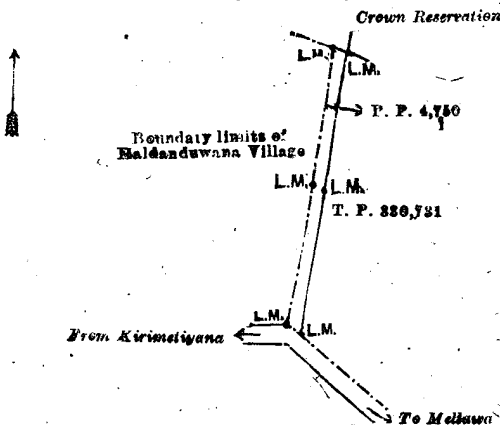 Crown Reservation
L.M.
L.M.
P. P. 4,750
Boundary limits of
Haldanduwana Village
L.M.
L.M.
T. P. 330,731
L.M.
L.M.
From Kirimetiyana
To Mellawa